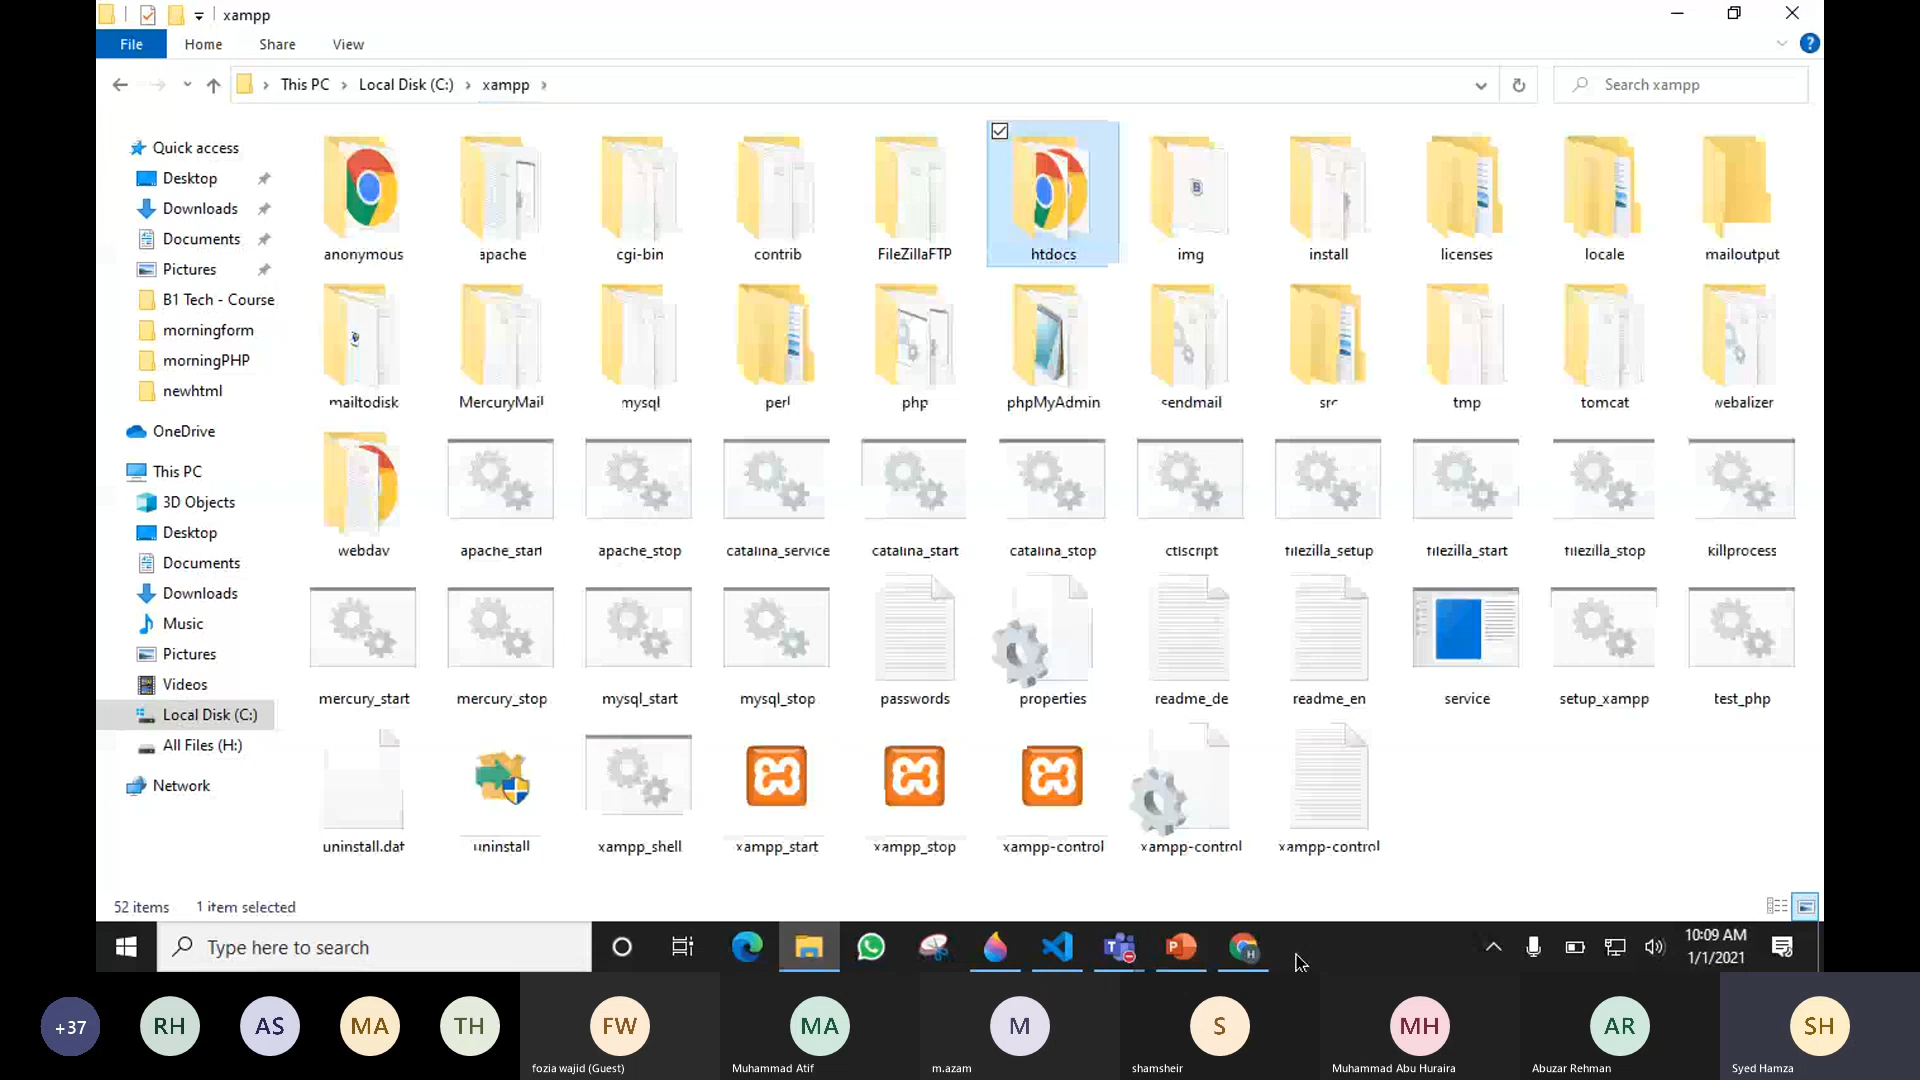 xampp
File Home Share View
This PC Local Disk (C:) xampp
Search xampp
Quick access
Desktop
Downloads
Documents
Pictures
B1 Tech - Course
morningform
morningPHP
newhtml
OneDrive
This PC
3D Objects
Desktop
Documents
Downloads
Music
Pictures
Videos
Local Disk (C:)
All Files (H:)
Network
anonymous apache cgi-bin contrib FileZillaFTP htdocs img install licenses locale mailoutput
mailtodisk MercuryMail mysql perl php phpMyAdmin sendmail src tmp tomcat webalizer
webdav apache_start apache_stop catalina_service catalina_start catalina_stop ctlscript filezilla_setup filezilla_start filezilla_stop killprocess
mercury_start mercury_stop mysql_start mysql_stop passwords properties readme_de readme_en service setup_xampp test_php
uninstall.dat uninstall xampp_shell xampp_start xampp_stop xampp-control xampp-control xampp-control
52 items 1 item selected
Type here to search
10:09 AM
1/1/2021
+37 RH AS MA TH FW MA M S MH AR SH
fozia wajid (Guest) Muhammad Atif m.azam shamsheir Muhammad Abu Huraira Abuzar Rehman Syed Hamza